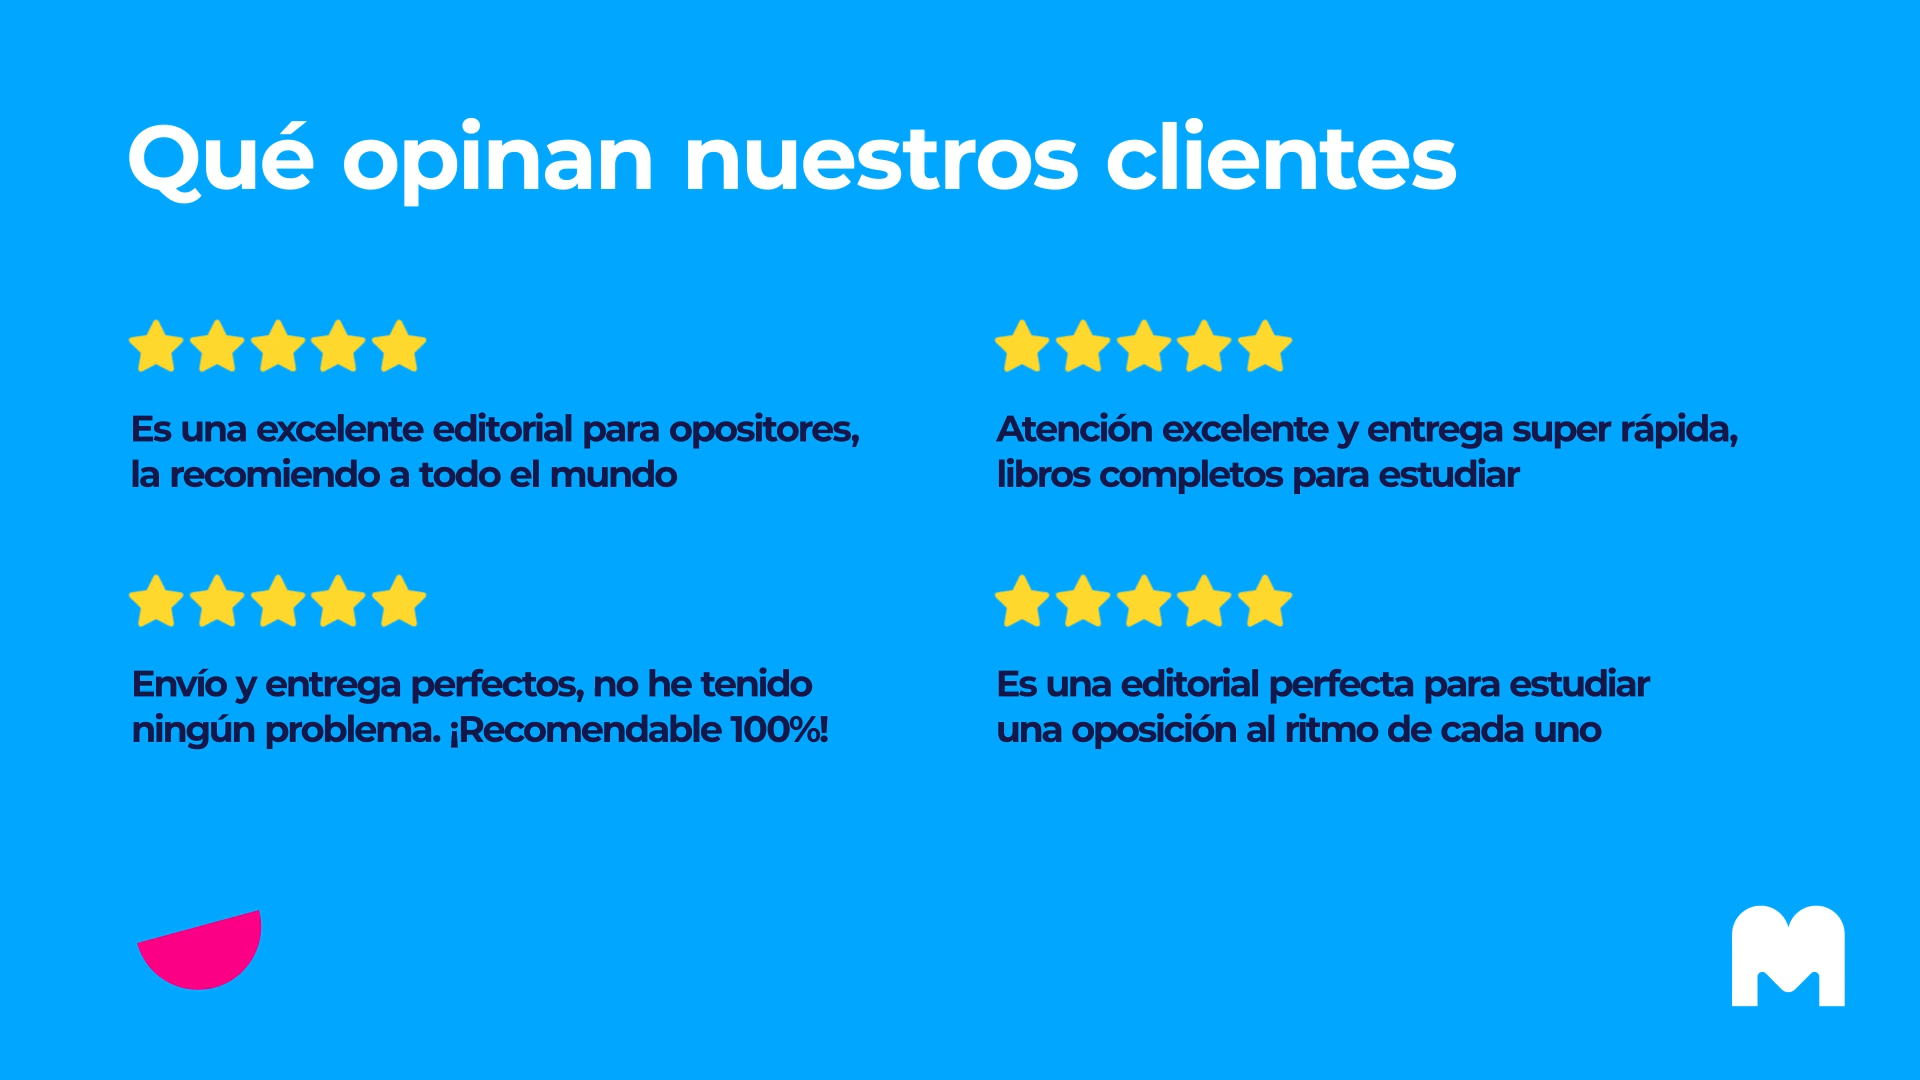 Qué opinan nuestros clientes
Es una excelente editorial para opositores,
la recomiendo a todo el mundo
Atención excelente y entrega super rápida,
libros completos para estudiar
Envío y entrega perfectos, no he tenido
ningún problema. ¡Recomendable 100%!
Es una editorial perfecta para estudiar
una oposición al ritmo de cada uno
M